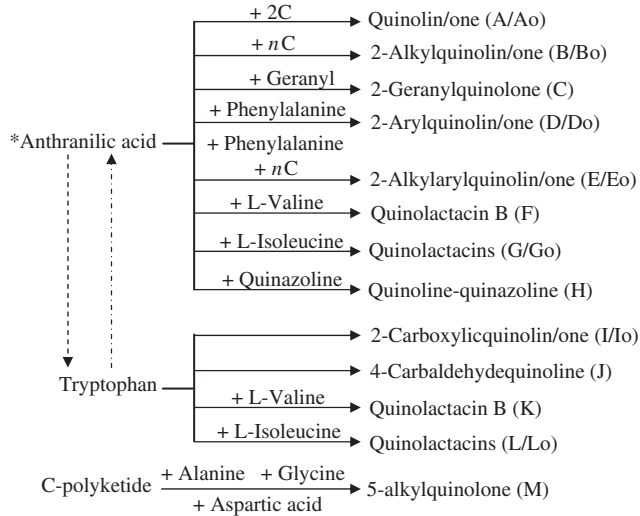 + 2C
Quinolin/one (A/Ao)
+ nC
2-Alkylquinolin/one (B/Bo)
+ Geranyl
2-Geranylquinolone (C)
+ Phenylalanine
2-Arylquinolin/one (D/Do)
*Anthranilic acid
+ Phenylalanine
+ nC
2-Alkylarylquinolin/one (E/Eo)
+ L-Valine
Quinolactacin B (F)
+ L-Isoleucine
Quinolactacins (G/Go)
+ Quinazoline
Quinoline-quinazoline (H)
2-Carboxylicquinolin/one (I/Io)
4-Carbaldehydequinoline (J)
Tryptophan
+ L-Valine
Quinolactacin B (K)
+ L-Isoleucine
Quinolactacins (L/Lo)
C-polyketide
+ Alanine + Glycine
+ Aspartic acid
5-alkylquinolone (M)